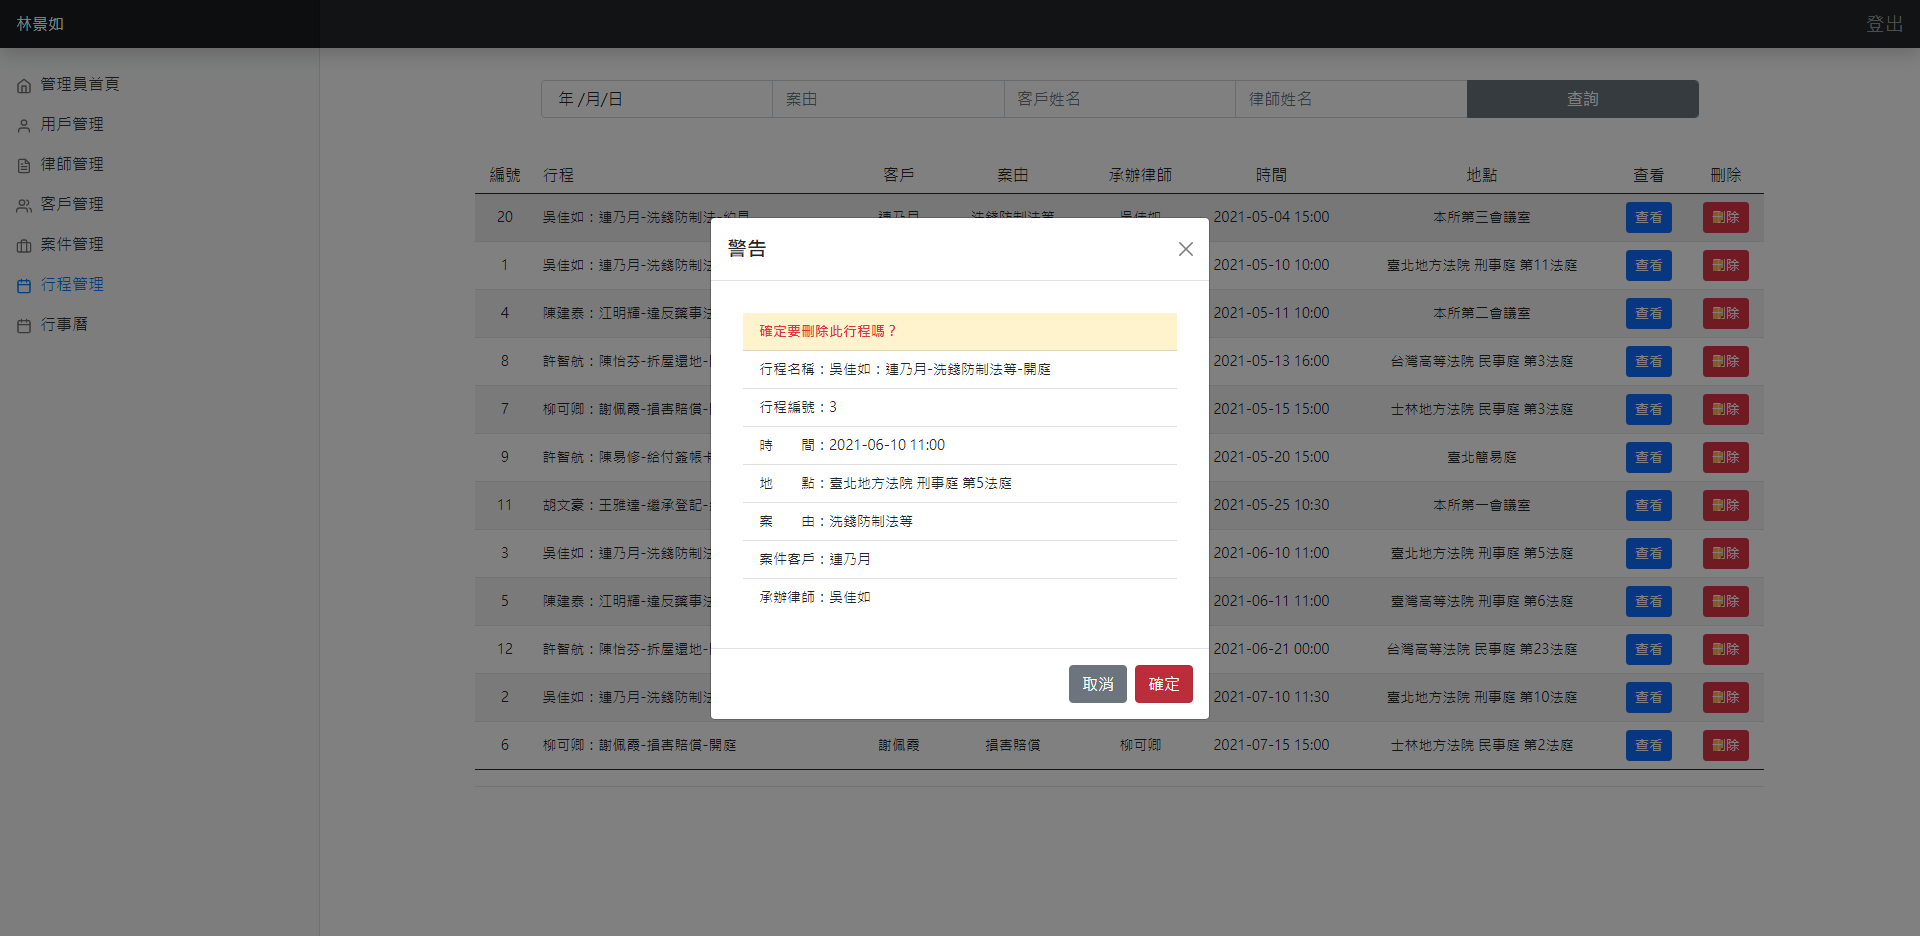 林景如
登出
管理員首頁
用戶管理
律師管理
客戶管理
案件管理
行程管理
行事曆
年 /月/日 案由 客戶姓名 律師姓名 查詢
編號 行程 客戶 案由 承辦律師 時間 地點 查看 刪除
20 吳佳如：連乃月-洗錢防制法-約見 連乃月 洗錢防制法等 吳佳如 2021-05-04 15:00 本所第三會議室 查看 刪除
1 吳佳如：連乃月-洗錢防制法 2021-05-10 10:00 臺北地方法院 刑事庭 第11法庭 查看 刪除
4 陳建泰：江明輝-違反藥事法 2021-05-11 10:00 本所第二會議室 查看 刪除
8 許智航：陳怡芬-拆屋還地- 2021-05-13 16:00 台灣高等法院 民事庭 第3法庭 查看 刪除
7 柳可卿：謝佩霞-損害賠償- 2021-05-15 15:00 士林地方法院 民事庭 第3法庭 查看 刪除
9 許智航：陳易修-給付簽帳卡 2021-05-20 15:00 臺北簡易庭 查看 刪除
11 胡文豪：王雅達-繼承登記- 2021-05-25 10:30 本所第一會議室 查看 刪除
3 吳佳如：連乃月-洗錢防制法 2021-06-10 11:00 臺北地方法院 刑事庭 第5法庭 查看 刪除
5 陳建泰：江明輝-違反藥事法 2021-06-11 11:00 臺灣高等法院 刑事庭 第6法庭 查看 刪除
12 許智航：陳怡芬-拆屋還地- 2021-06-21 00:00 台灣高等法院 民事庭 第23法庭 查看 刪除
2 吳佳如：連乃月-洗錢防制法 2021-07-10 11:30 臺北地方法院 刑事庭 第10法庭 查看 刪除
6 柳可卿：謝佩霞-損害賠償-開庭 謝佩霞 損害賠償 柳可卿 2021-07-15 15:00 士林地方法院 民事庭 第2法庭 查看 刪除
警告
確定要刪除此行程嗎？
行程名稱：吳佳如：連乃月-洗錢防制法等-開庭
行程編號：3
時　　間：2021-06-10 11:00
地　　點：臺北地方法院 刑事庭 第5法庭
案　　由：洗錢防制法等
案件客戶：連乃月
承辦律師：吳佳如
取消 確定